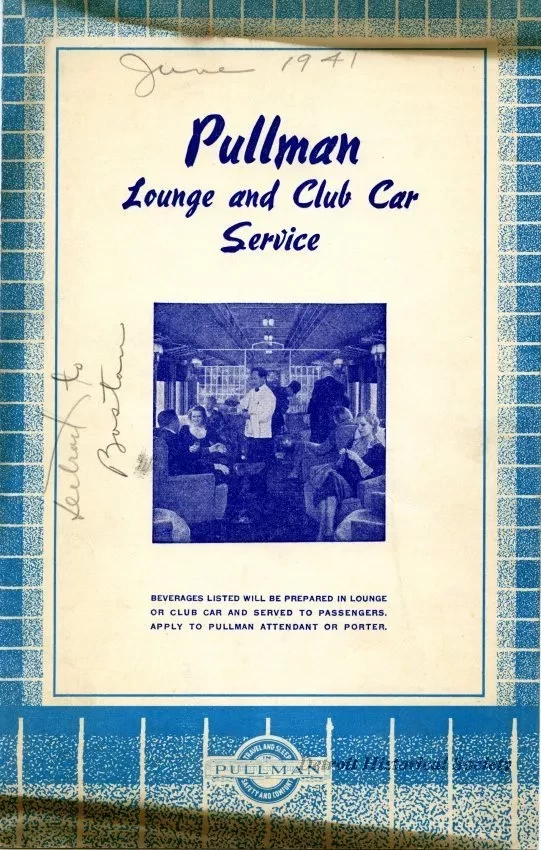 June 1941
Pullman
Lounge and Club Car
Service
Detroit to
Boston
BEVERAGES LISTED WILL BE PREPARED IN LOUNGE
OR CLUB CAR AND SERVED TO PASSENGERS.
APPLY TO PULLMAN ATTENDANT OR PORTER.
TRAVEL AND SLEEP
IN
PULLMAN
SAFETY AND COMFORT
Detroit Historical Society